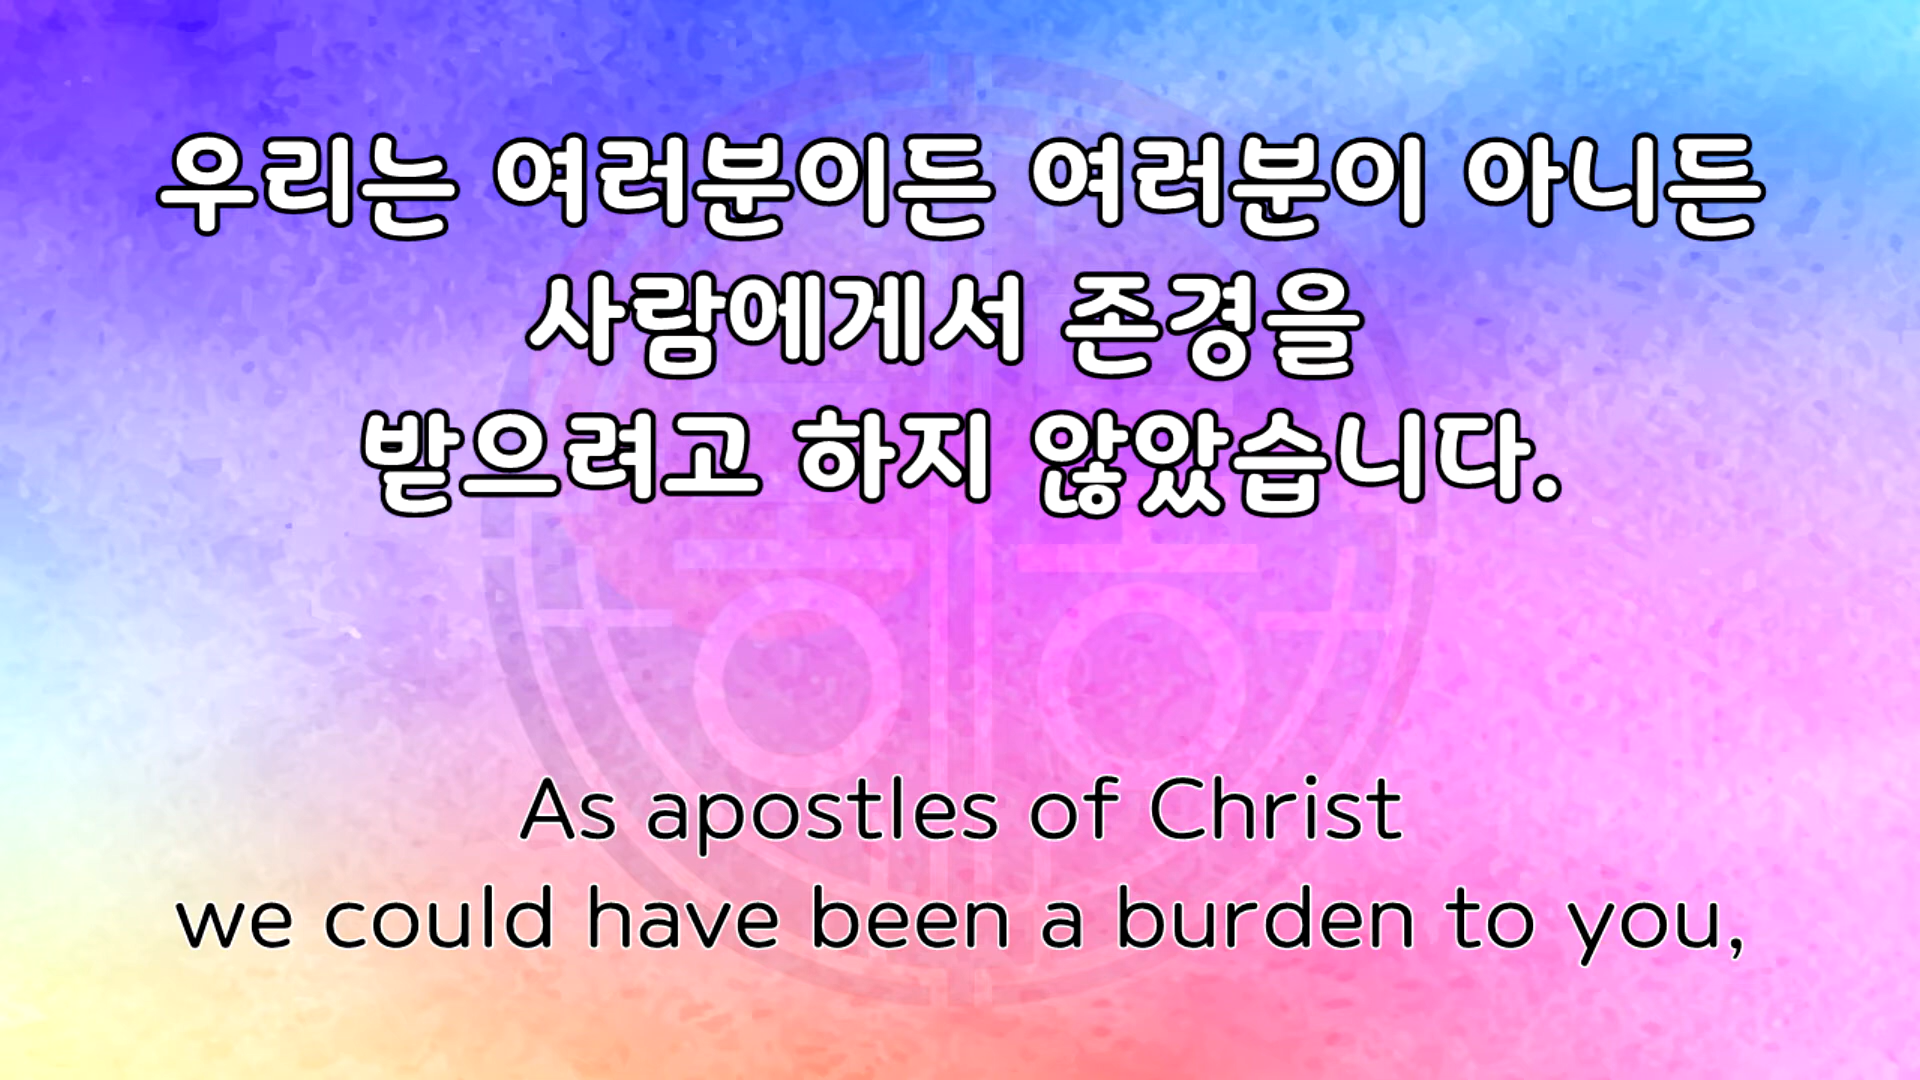 우리는 여러분이든 여러분이 아니든
사람에게서 존경을
받으려고 하지 않았습니다.
As apostles of Christ
we could have been a burden to you,